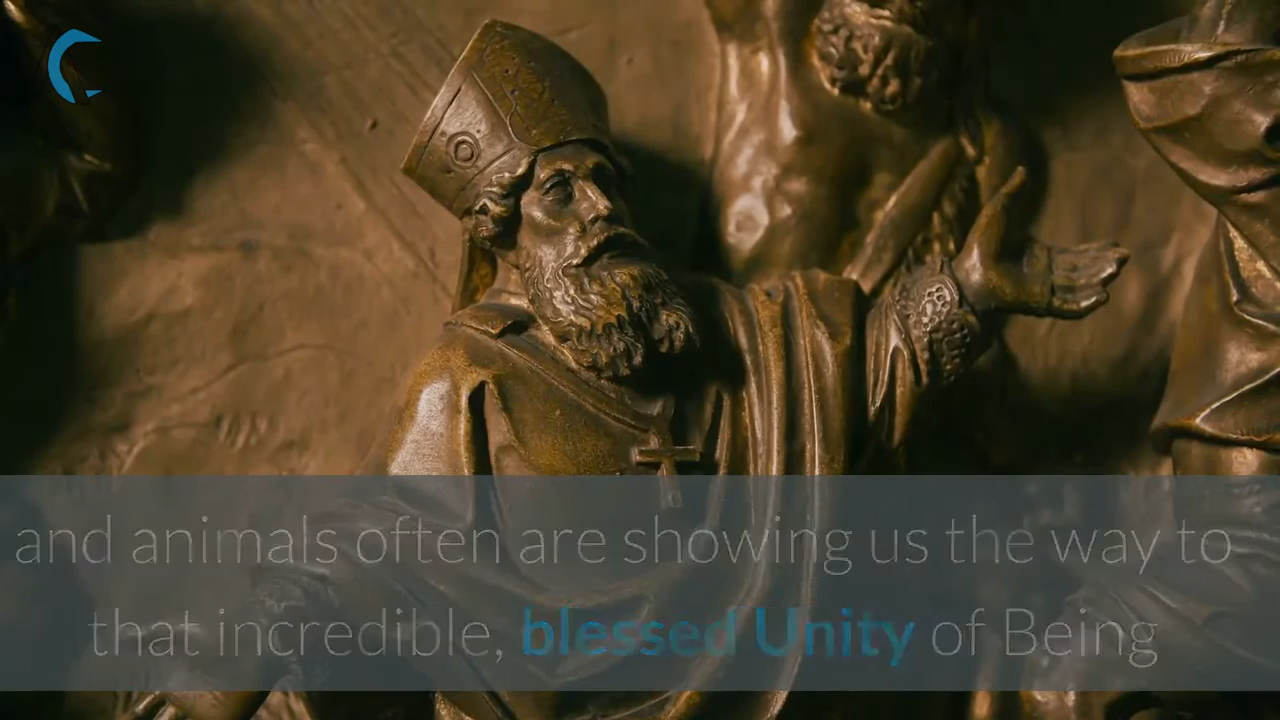 and animals often are showing us the way to
that incredible, blessed Unity of Being